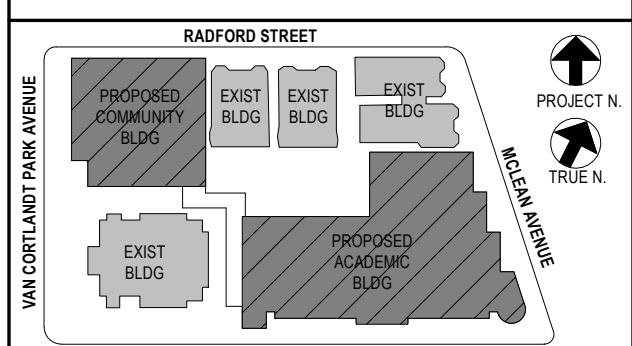 RADFORD STREET
VAN CORTLANDT PARK AVENUE
PROPOSED
COMMUNITY
BLDG
EXIST
BLDG
EXIST
BLDG
EXIST
BLDG
PROJECT N.
TRUE N.
MCLEAN AVENUE
EXIST
BLDG
PROPOSED
ACADEMIC
BLDG